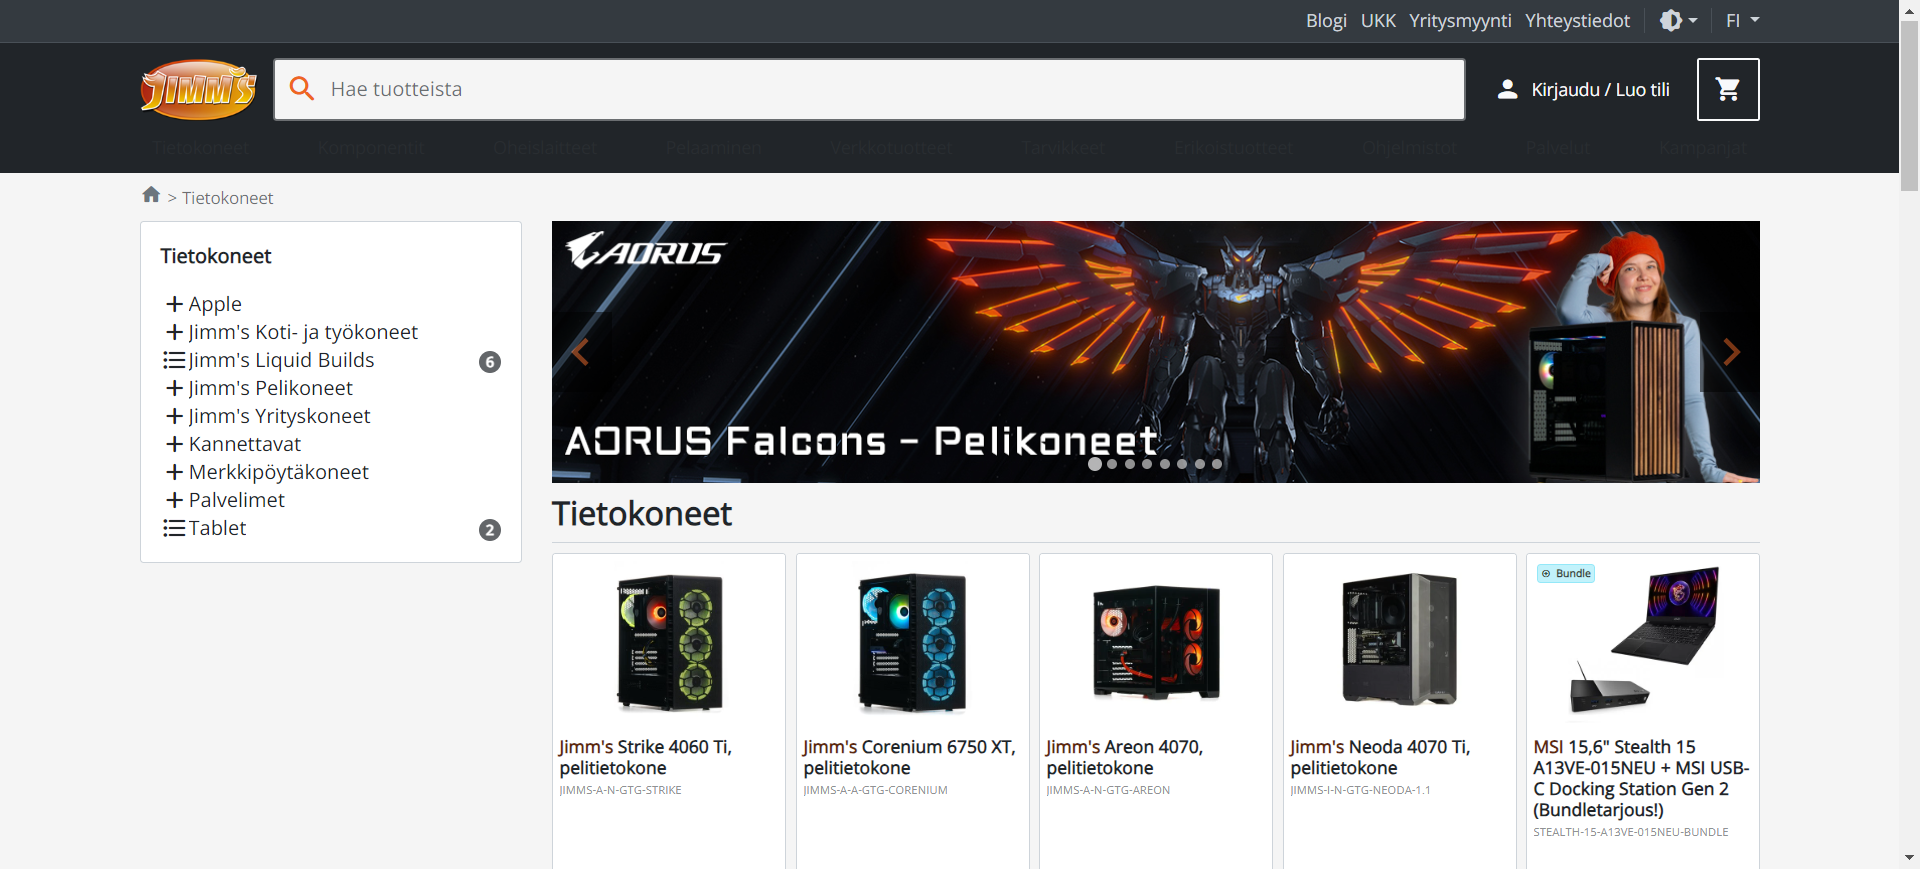 Blogi UKK Yritysmyynti Yhteystiedot FI
JIMM'S
Hae tuotteista
Kirjaudu / Luo tili
Tietokoneet Komponentit Oheislaitteet Pelaaminen Verkkotuotteet Tarvikkeet Erikoistuotteet Ohjelmistot Palvelut Kampanjat
> Tietokoneet
Tietokoneet
Apple
Jimm's Koti- ja työkoneet
Jimm's Liquid Builds 6
Jimm's Pelikoneet
Jimm's Yrityskoneet
Kannettavat
Merkkipöytäkoneet
Palvelimet
Tablet 2
AORUS
AORUS Falcons – Pelikoneet
Tietokoneet
Jimm's Strike 4060 Ti,
pelitietokone
JIMMS-A-N-GTG-STRIKE
Jimm's Corenium 6750 XT,
pelitietokone
JIMMS-A-A-GTG-CORENIUM
Jimm's Areon 4070,
pelitietokone
JIMMS-A-N-GTG-AREON
Jimm's Neoda 4070 Ti,
pelitietokone
JIMMS-I-N-GTG-NEODA-1.1
Bundle
MSI 15,6" Stealth 15
A13VE-015NEU + MSI USB-
C Docking Station Gen 2
(Bundletarjous!)
STEALTH-15-A13VE-015NEU-BUNDLE